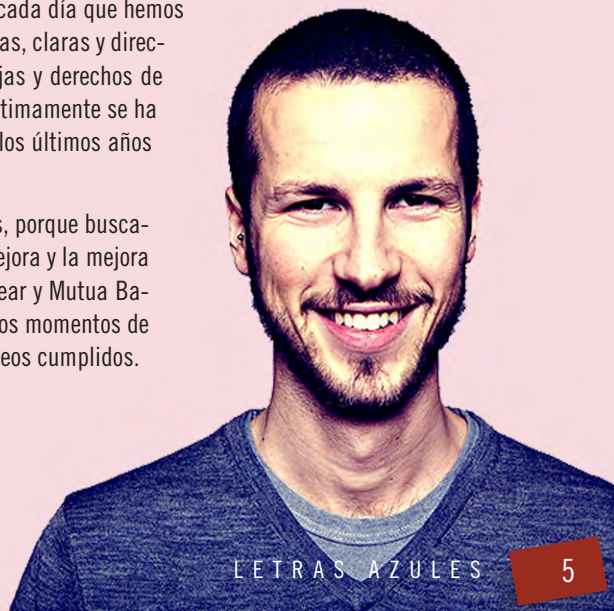 cada día que hemos
as, claras y direc-
jas y derechos de
timamente se ha
los últimos años
s, porque busca-
ejora y la mejora
ear y Mutua Ba-
os momentos de
eos cumplidos.
LETRAS AZULES 5